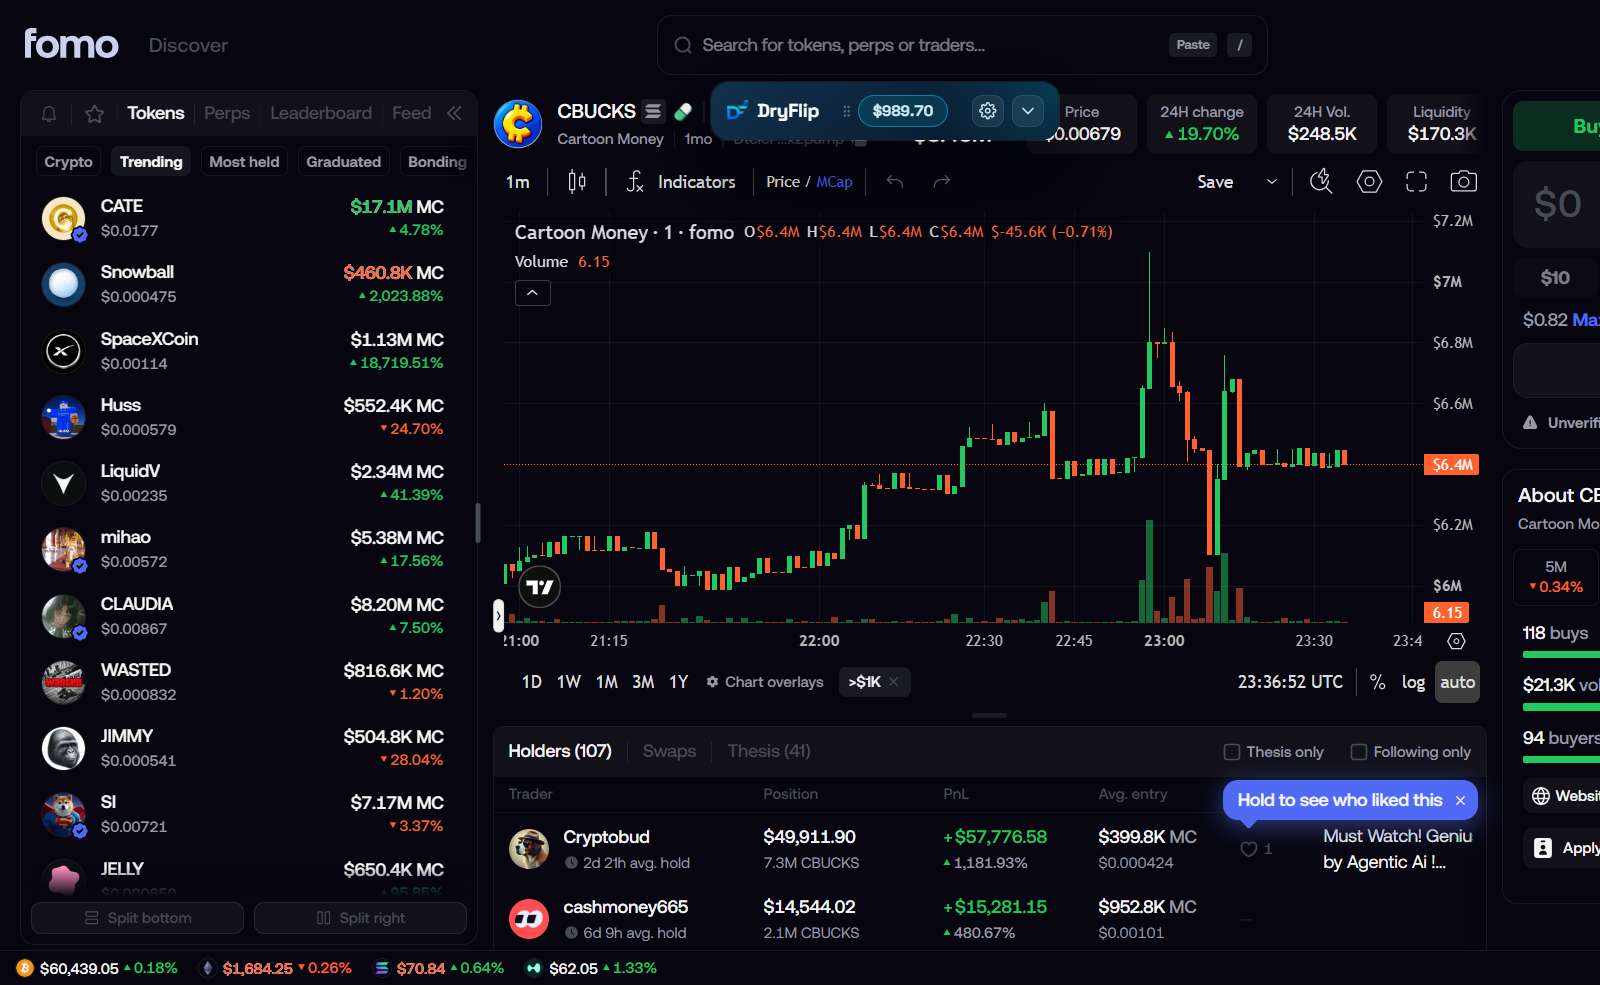 fomo
Discover
Search for tokens, perps or traders...
Paste
/
Tokens
Perps
Leaderboard
Feed
Crypto
Trending
Most held
Graduated
Bonding
CATE
$17.1M MC
$0.0177
4.78%
Snowball
$460.8K MC
$0.000475
2,023.88%
SpaceXCoin
$1.13M MC
$0.00114
18,719.51%
Huss
$552.4K MC
$0.000579
24.70%
LiquidV
$2.34M MC
$0.00235
41.39%
mihao
$5.38M MC
$0.00572
17.56%
CLAUDIA
$8.20M MC
$0.00867
7.50%
WASTED
$816.6K MC
$0.000832
1.20%
JIMMY
$504.8K MC
$0.000541
28.04%
SI
$7.17M MC
$0.00721
3.37%
JELLY
$650.4K MC
$0.000650
95.85%
Split bottom
Split right
CBUCKS
Cartoon Money
1mo
DryFlip
$989.70
Price
$0.00679
24H change
19.70%
24H Vol.
$248.5K
Liquidity
$170.3K
1m
Indicators
Price / MCap
Save
Cartoon Money · 1 · fomo O$6.4M H$6.4M L$6.4M C$6.4M $-45.6K (−0.71%)
Volume 6.15
$7.2M
$7M
$6.8M
$6.6M
$6.4M
$6.2M
$6M
6.15
21:00
21:15
22:00
22:30
22:45
23:00
23:30
23:4
1D
1W
1M
3M
1Y
Chart overlays
>$1K
23:36:52 UTC
%
log
auto
Holders (107)
Swaps
Thesis (41)
Thesis only
Following only
Trader
Position
PnL
Avg. entry
Hold to see who liked this
Cryptobud
$49,911.90
+$57,776.58
$399.8K MC
2d 21h avg. hold
7.3M CBUCKS
1,181.93%
$0.000424
1
Must Watch! Geniu
by Agentic Ai !...
cashmoney665
$14,544.02
+$15,281.15
$952.8K MC
6d 9h avg. hold
2.1M CBUCKS
480.67%
$0.00101
Buy
$0
$10
$0.82 Max
Unverifi
About CB
Cartoon Mo
5M
0.34%
118 buys
$21.3K vol
94 buyers
Websit
Apply
$60,439.05 0.18%
$1,684.25 0.26%
$70.84 0.64%
$62.05 1.33%